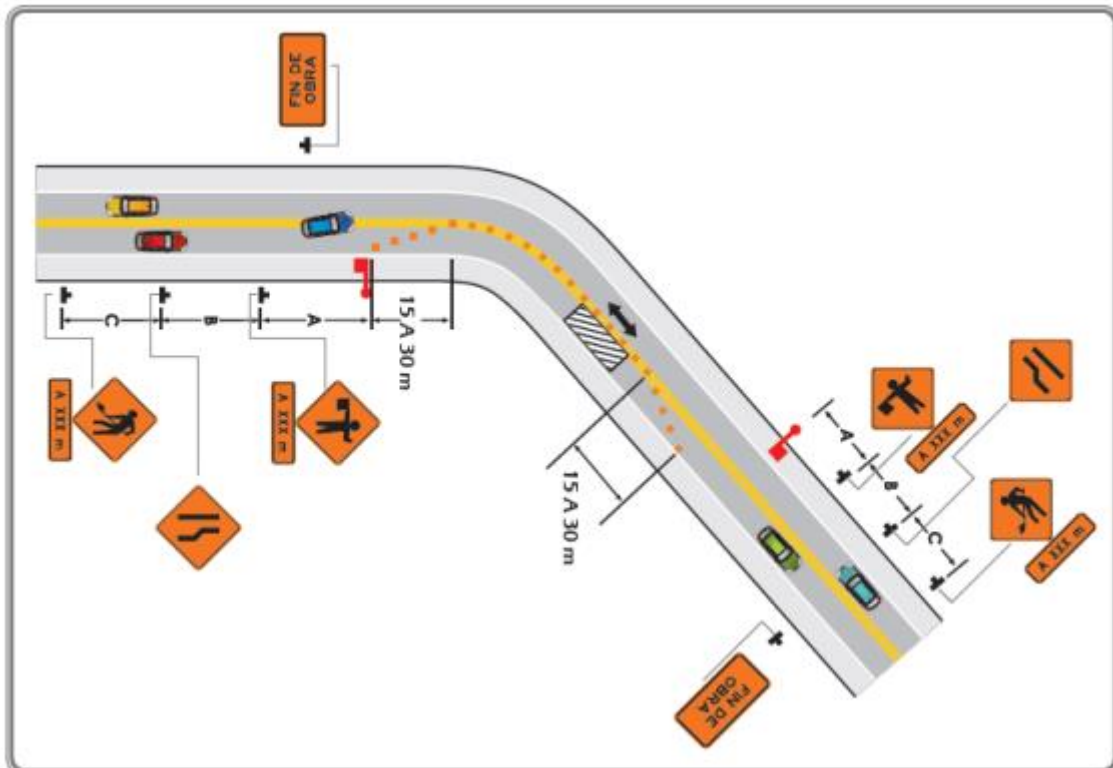 FIN DE
OBRA
15 A 30 m
C
B
A
A XXX m
A XXX m
15 A 30 m
A
B
C
A XXX m
A XXX m
FIN DE
OBRA